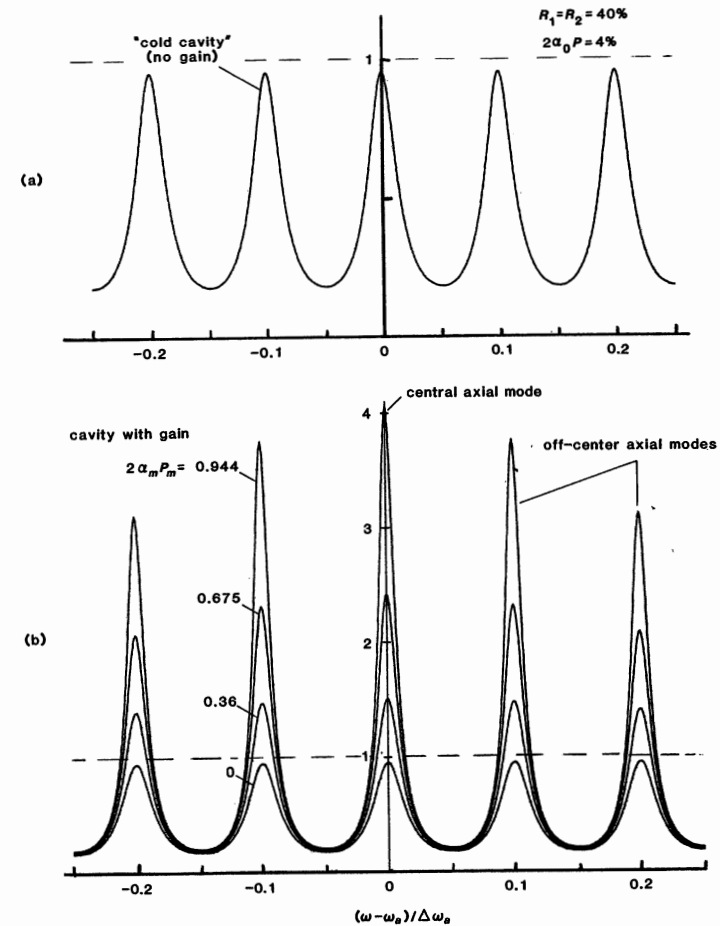 R₁=R₂=40%
2α₀P=4%
"cold cavity"
(no gain)
1
(a)
-0.2 -0.1 0 0.1 0.2
central axial mode
4
cavity with gain
off-center axial modes
2αₘPₘ= 0.944
3
0.675
2
(b)
0.36
1
0
-0.2 -0.1 0 0.1 0.2
(ω-ωₐ)/Δωₐ